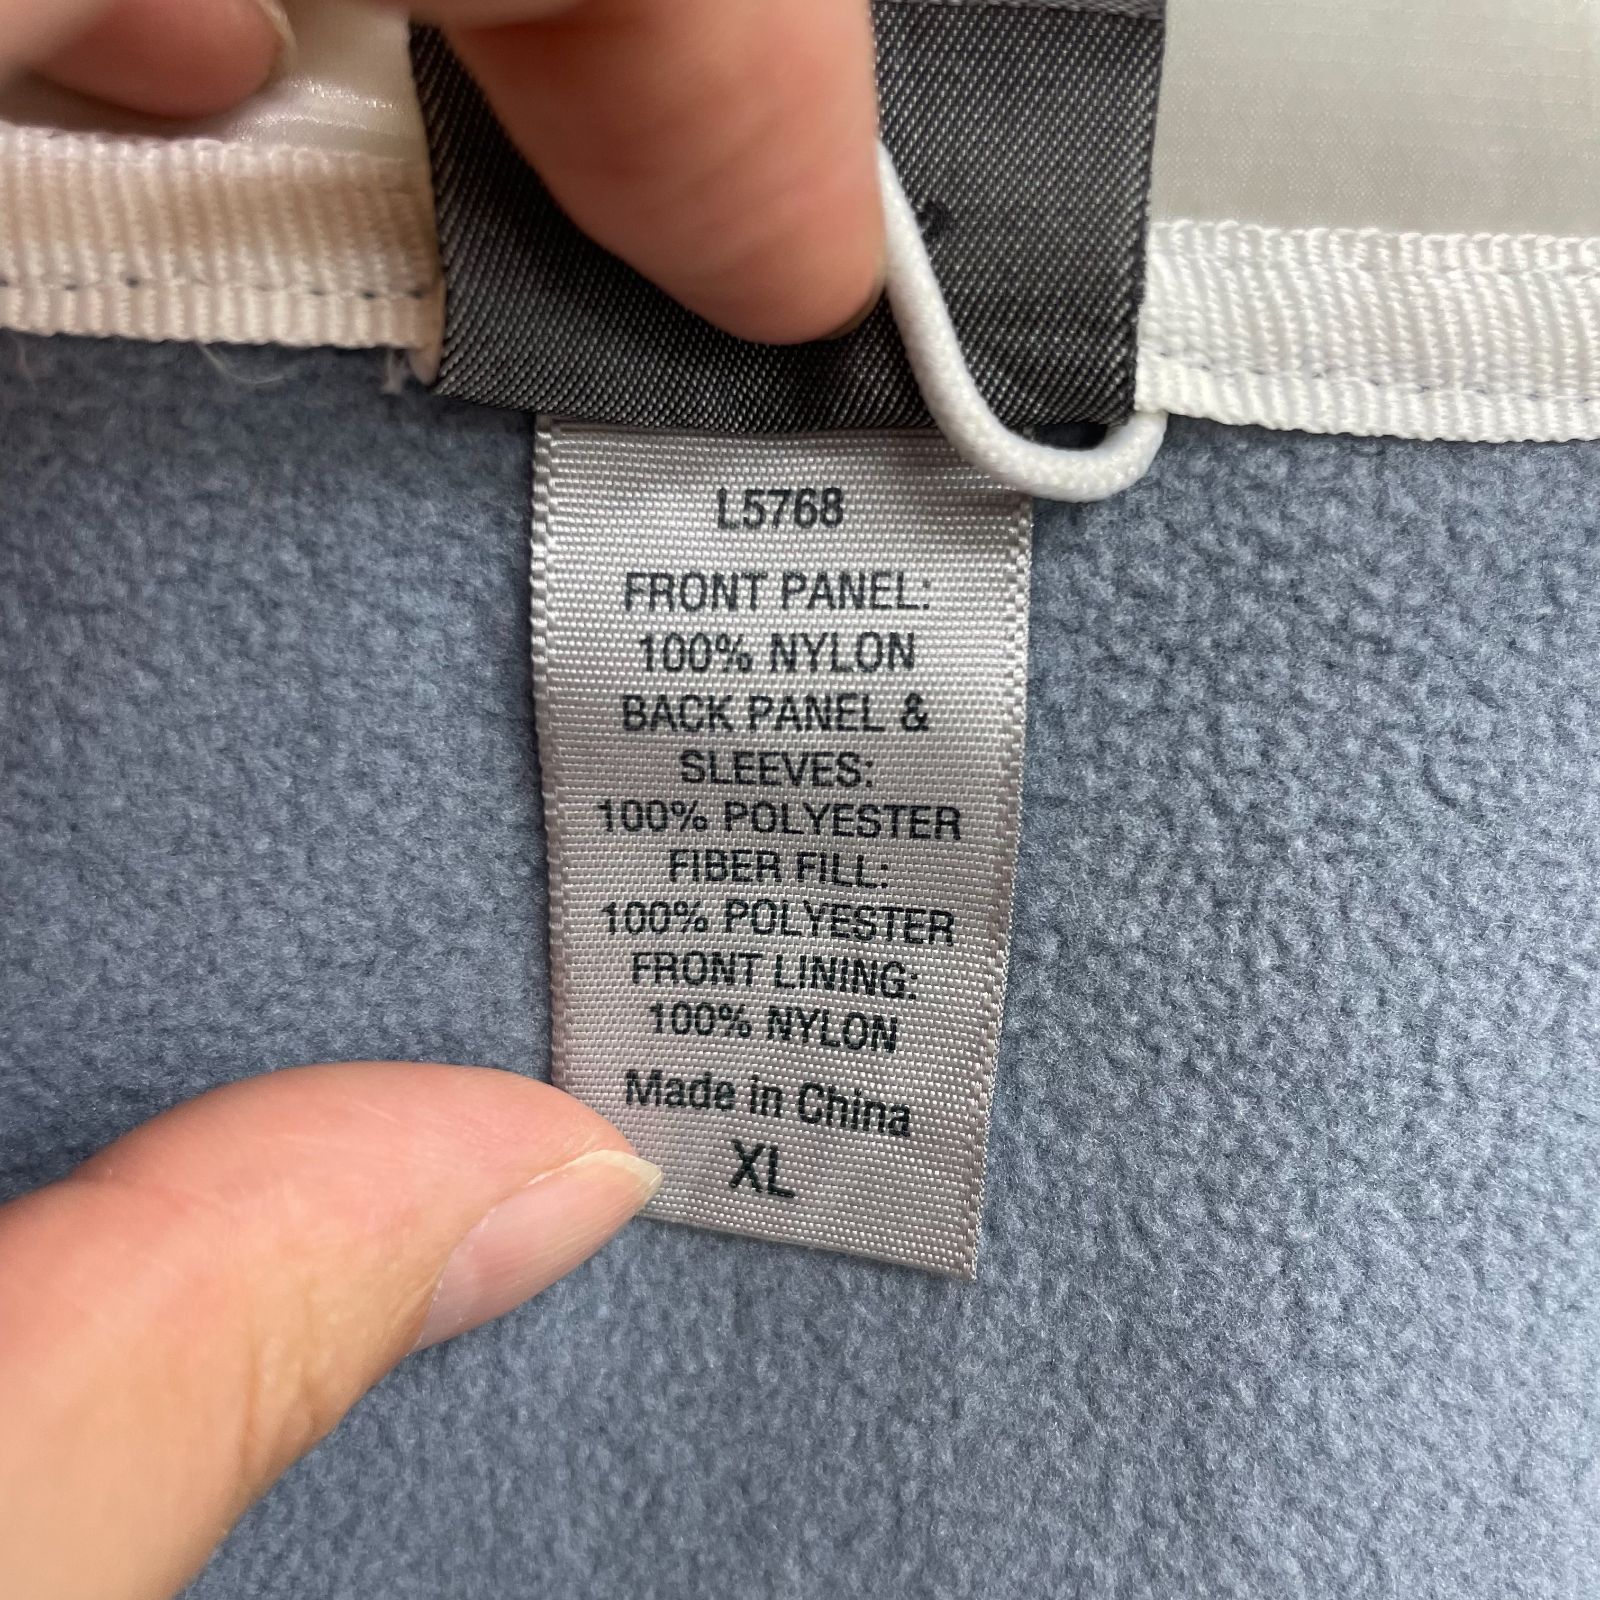 L5768
FRONT PANEL:
100% NYLON
BACK PANEL &
SLEEVES:
100% POLYESTER
FIBER FILL:
100% POLYESTER
FRONT LINING:
100% NYLON
Made in China
XL